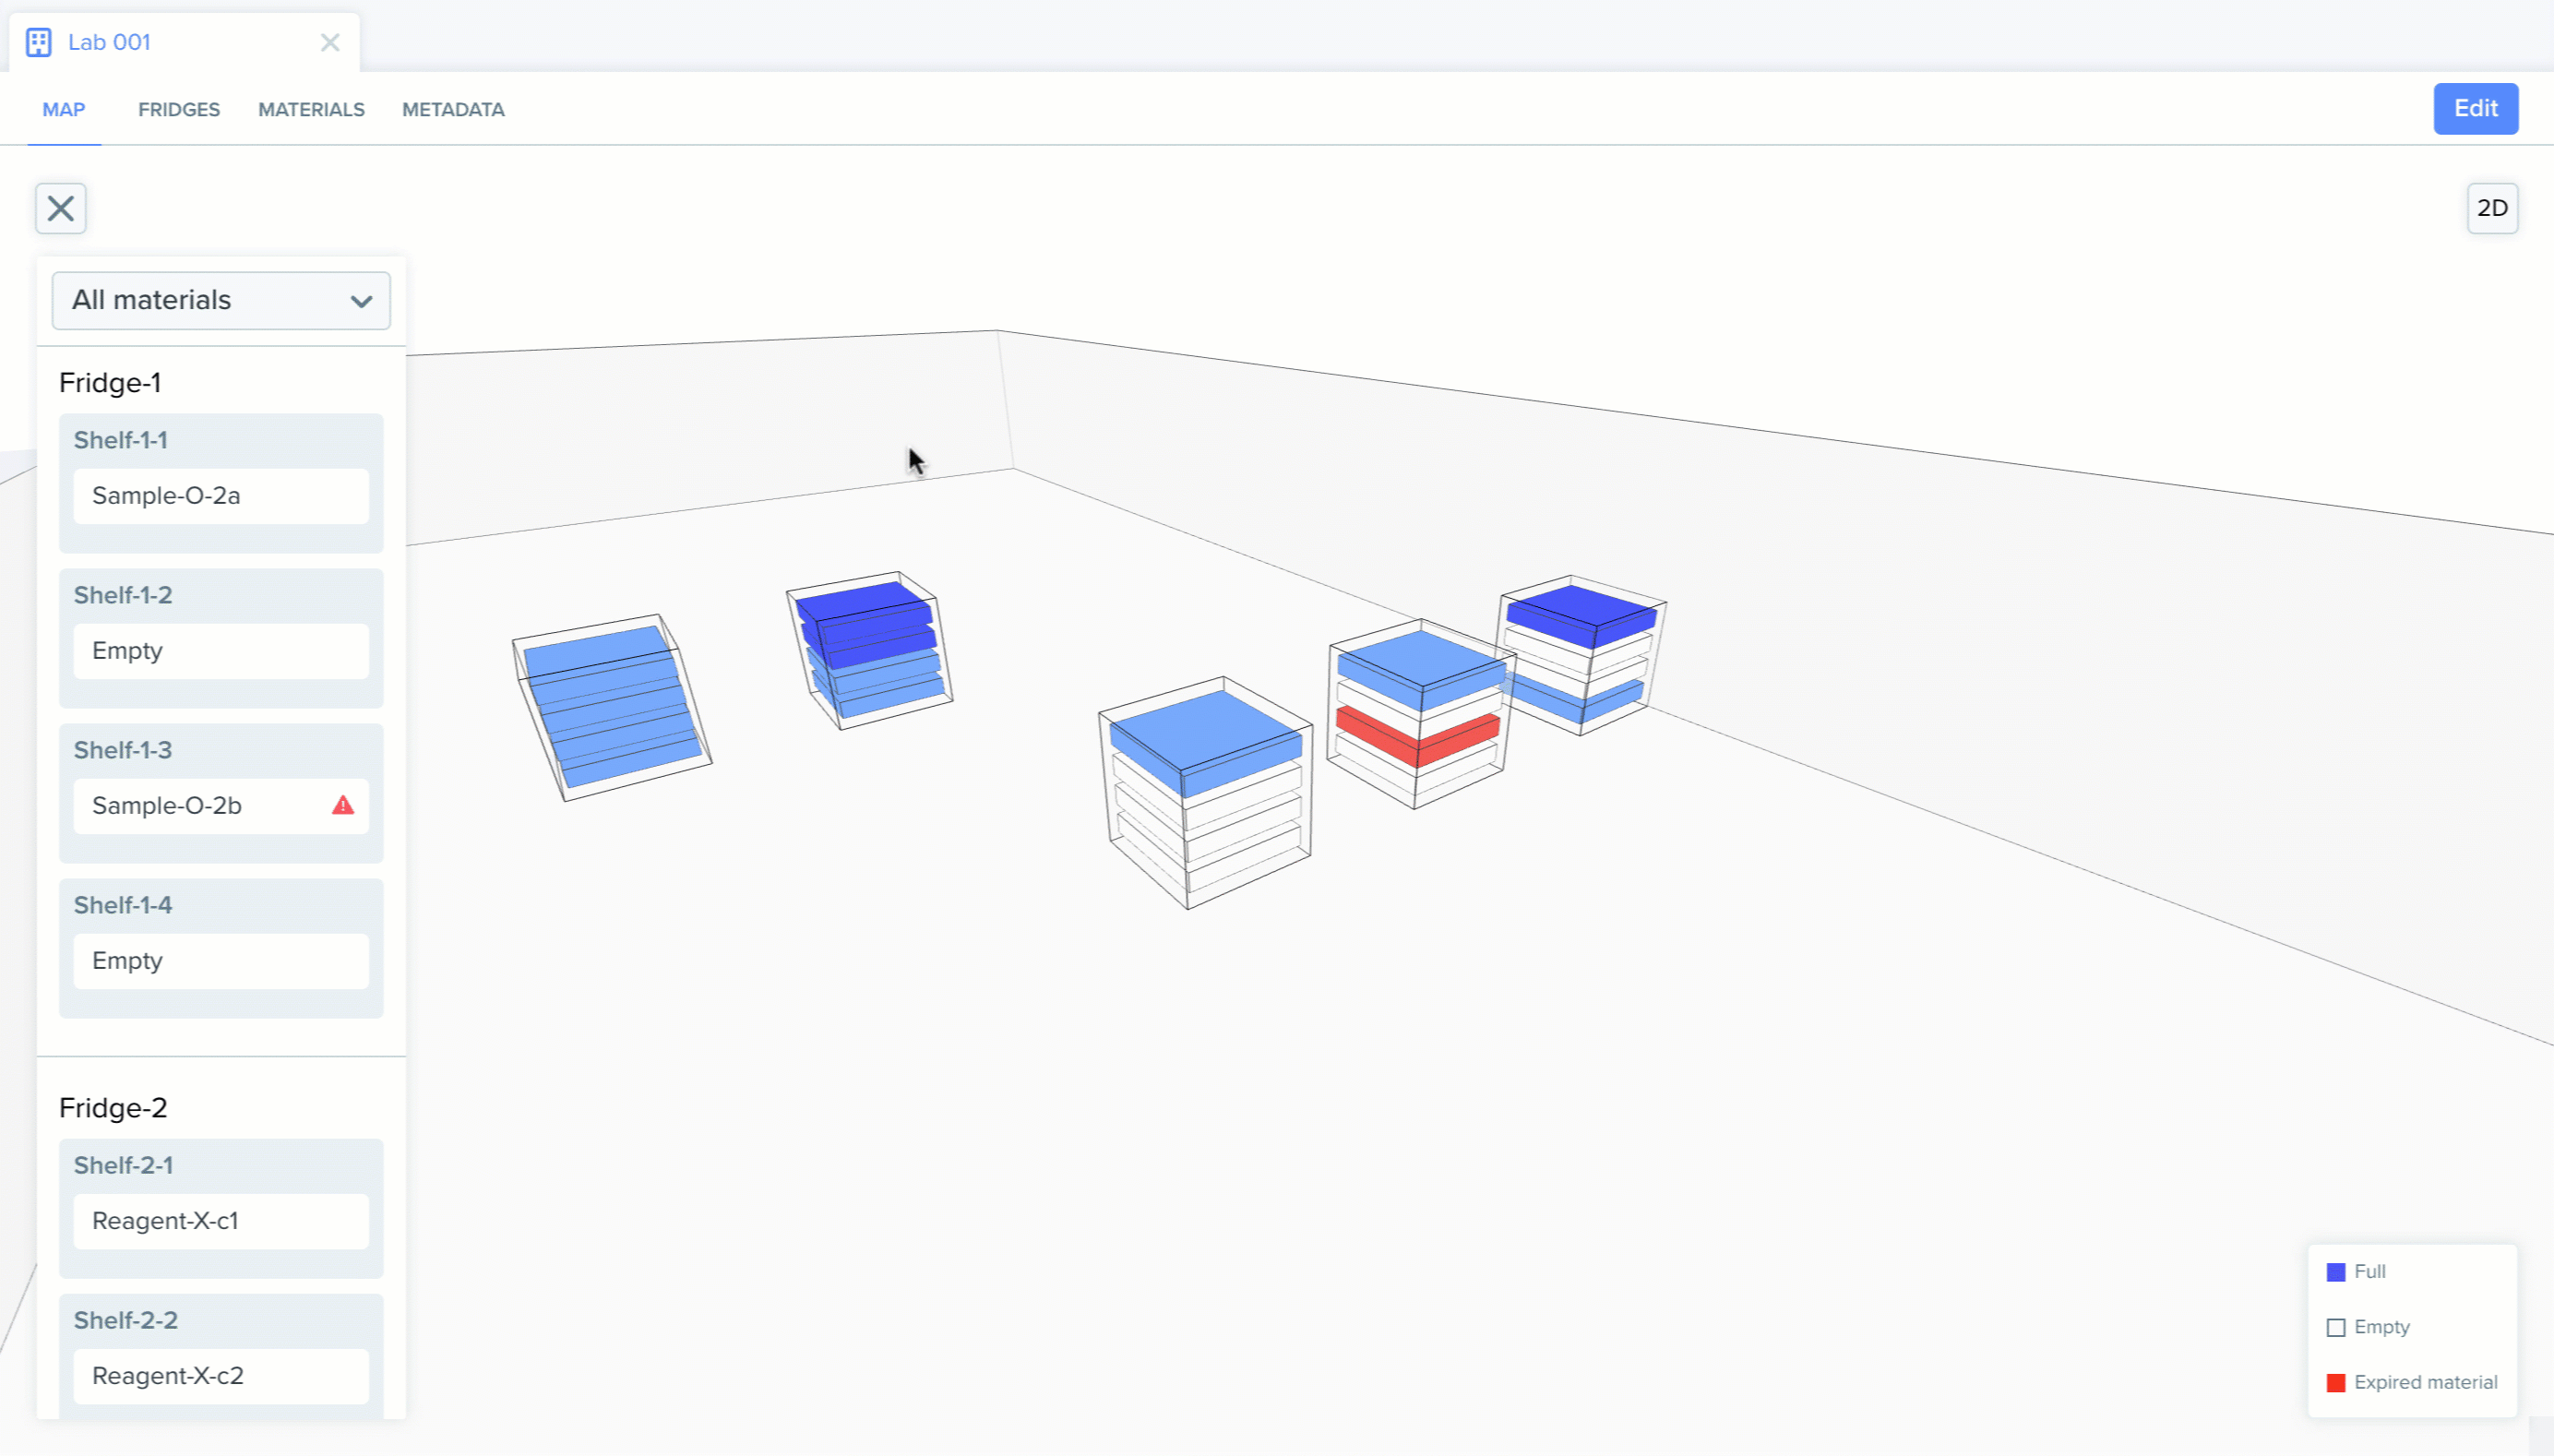 Lab 001
MAP
FRIDGES
MATERIALS
METADATA
Edit
2D
All materials
Fridge-1
Shelf-1-1
Sample-O-2a
Shelf-1-2
Empty
Shelf-1-3
Sample-O-2b
Shelf-1-4
Empty
Fridge-2
Shelf-2-1
Reagent-X-c1
Shelf-2-2
Reagent-X-c2
Full
Empty
Expired material